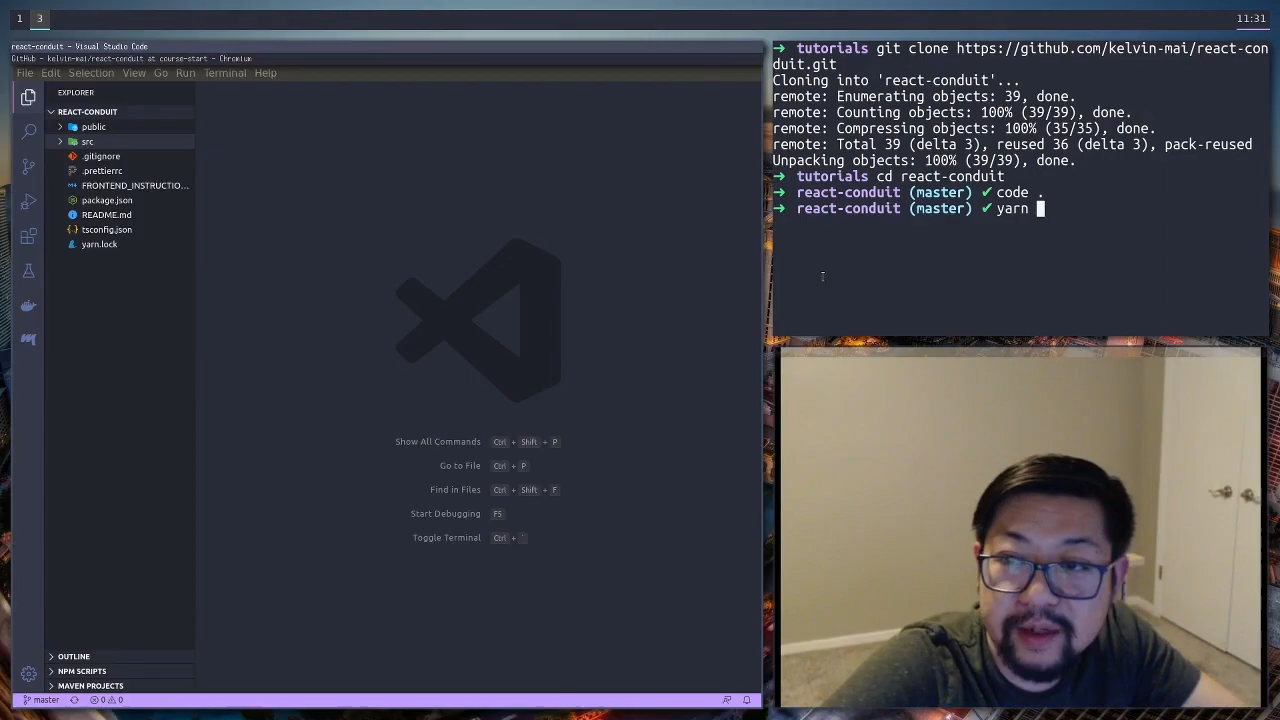 1 3 11:31
react-conduit - Visual Studio Code
GitHub - kelvin-mai/react-conduit at course-start - Chromium
File Edit Selection View Go Run Terminal Help
EXPLORER
REACT-CONDUIT
public
src
.gitignore
.prettierrc
FRONTEND_INSTRUCTIO...
package.json
README.md
tsconfig.json
yarn.lock
Show All Commands Ctrl + Shift + P
Go to File Ctrl + P
Find in Files Ctrl + Shift + F
Start Debugging F5
Toggle Terminal Ctrl + `
OUTLINE
NPM SCRIPTS
MAVEN PROJECTS
master 0 0
→ tutorials git clone https://github.com/kelvin-mai/react-con
duit.git
Cloning into 'react-conduit'...
remote: Enumerating objects: 39, done.
remote: Counting objects: 100% (39/39), done.
remote: Compressing objects: 100% (35/35), done.
remote: Total 39 (delta 3), reused 36 (delta 3), pack-reused
Unpacking objects: 100% (39/39), done.
→ tutorials cd react-conduit
→ react-conduit (master) ✔ code .
→ react-conduit (master) ✔ yarn